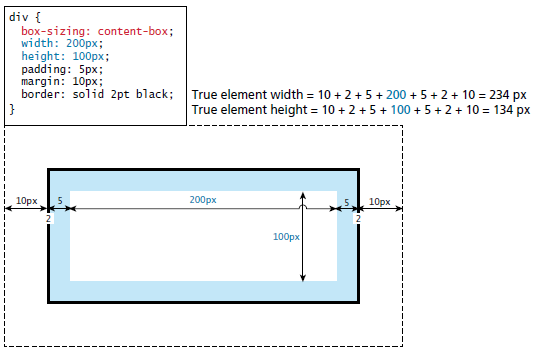 div {
box-sizing: content-box;
width: 200px;
height: 100px;
padding: 5px;
margin: 10px;
border: solid 2pt black;
}
True element width = 10 + 2 + 5 + 200 + 5 + 2 + 10 = 234 px
True element height = 10 + 2 + 5 + 100 + 5 + 2 + 10 = 134 px
10px 5 200px 5 10px
2 2
100px